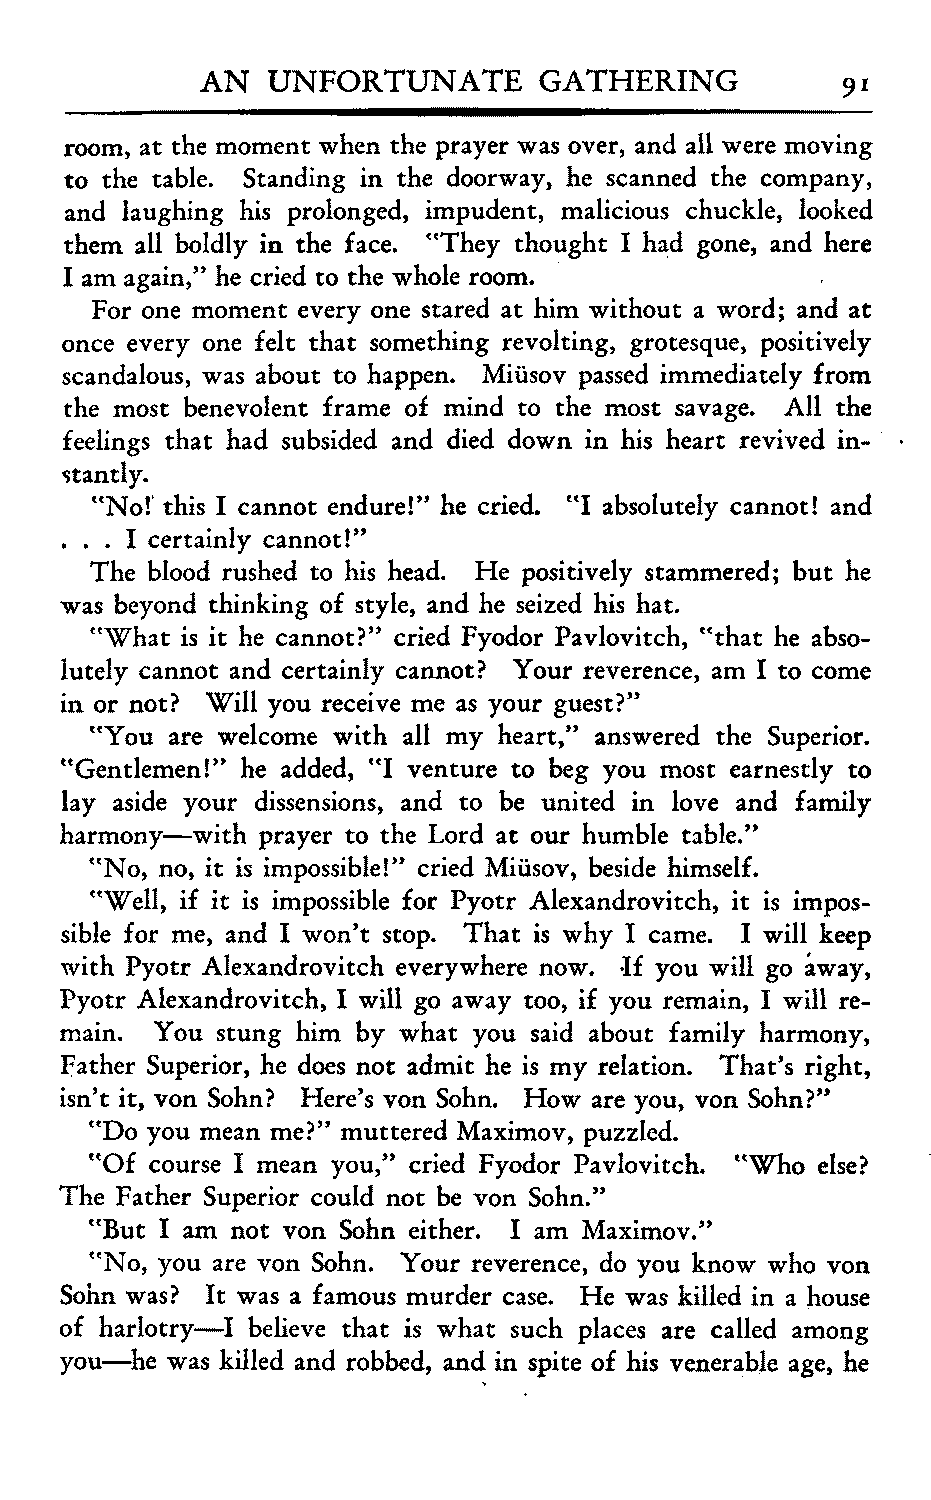 AN UNFORTUNATE GATHERING 91
room, at the moment when the prayer was over, and all were moving
to the table. Standing in the doorway, he scanned the company,
and laughing his prolonged, impudent, malicious chuckle, looked
them all boldly in the face. "They thought I had gone, and here
I am again," he cried to the whole room.
For one moment every one stared at him without a word; and at
once every one felt that something revolting, grotesque, positively
scandalous, was about to happen. Miüsov passed immediately from
the most benevolent frame of mind to the most savage. All the
feelings that had subsided and died down in his heart revived in-
stantly.
"No! this I cannot endure!" he cried. "I absolutely cannot! and
. . . I certainly cannot!"
The blood rushed to his head. He positively stammered; but he
was beyond thinking of style, and he seized his hat.
"What is it he cannot?" cried Fyodor Pavlovitch, "that he abso-
lutely cannot and certainly cannot? Your reverence, am I to come
in or not? Will you receive me as your guest?"
"You are welcome with all my heart," answered the Superior.
"Gentlemen!" he added, "I venture to beg you most earnestly to
lay aside your dissensions, and to be united in love and family
harmony—with prayer to the Lord at our humble table."
"No, no, it is impossible!" cried Miüsov, beside himself.
"Well, if it is impossible for Pyotr Alexandrovitch, it is impos-
sible for me, and I won't stop. That is why I came. I will keep
with Pyotr Alexandrovitch everywhere now. If you will go away,
Pyotr Alexandrovitch, I will go away too, if you remain, I will re-
main. You stung him by what you said about family harmony,
Father Superior, he does not admit he is my relation. That's right,
isn't it, von Sohn? Here's von Sohn. How are you, von Sohn?"
"Do you mean me?" muttered Maximov, puzzled.
"Of course I mean you," cried Fyodor Pavlovitch. "Who else?
The Father Superior could not be von Sohn."
"But I am not von Sohn either. I am Maximov."
"No, you are von Sohn. Your reverence, do you know who von
Sohn was? It was a famous murder case. He was killed in a house
of harlotry—I believe that is what such places are called among
you—he was killed and robbed, and in spite of his venerable age, he